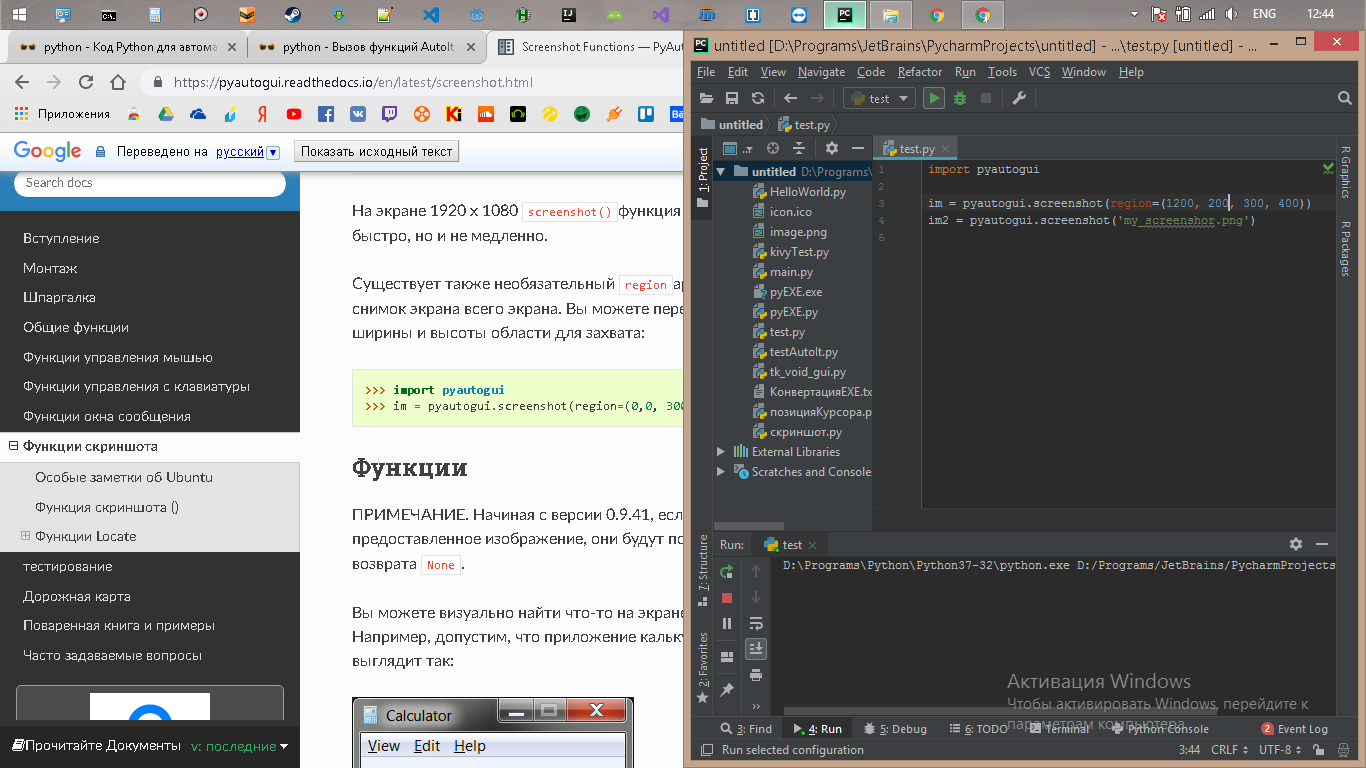 ENG
12:44
python - Код Python для автома
python - Вызов функций AutoIt
Screenshot Functions — PyAut
https://pyautogui.readthedocs.io/en/latest/screenshot.html
Приложения
Google Переведено на русский Показать исходный текст
Search docs
Вступление
Монтаж
Шпаргалка
Общие функции
Функции управления мышью
Функции управления с клавиатуры
Функции окна сообщения
Функции скриншота
Особые заметки об Ubuntu
Функция скриншота ()
Функции Locate
тестирование
Дорожная карта
Поваренная книга и примеры
Часто задаваемые вопросы
Прочитайте Документы v: последние
На экране 1920 x 1080 screenshot() функция
быстро, но и не медленно.
Существует также необязательный region ар
снимок экрана всего экрана. Вы можете пере
ширины и высоты области для захвата:
>>> import pyautogui
>>> im = pyautogui.screenshot(region=(0,0, 300
Функции
ПРИМЕЧАНИЕ. Начиная с версии 0.9.41, есл
предоставленное изображение, они будут по
возврата None.
Вы можете визуально найти что-то на экране
Например, допустим, что приложение кальку
выглядит так:
Calculator
View Edit Help
untitled [D:\Programs\JetBrains\PycharmProjects\untitled] - ...\test.py [untitled] - ...
File Edit View Navigate Code Refactor Run Tools VCS Window Help
test
untitled test.py
1: Project
test.py
untitled D:\Programs\
HelloWorld.py
icon.ico
image.png
kivyTest.py
main.py
pyEXE.exe
pyEXE.py
test.py
testAutoIt.py
tk_void_gui.py
КонвертацияEXE.tx
позицияКурсора.p
скриншот.py
External Libraries
Scratches and Console
1 import pyautogui
2
3 im = pyautogui.screenshot(region=(1200, 200, 300, 400))
4 im2 = pyautogui.screenshot('my_screenshor.png')
5
R Graphics
R Packages
Run: test
D:\Programs\Python\Python37-32\python.exe D:/Programs/JetBrains/PycharmProjects
7: Structure
2: Favorites
Активация Windows
Чтобы активировать Windows, перейдите к
параметрам компьютера.
3: Find 4: Run 5: Debug 6: TODO Terminal Python Console 2 Event Log
Run selected configuration
3:44 CRLF UTF-8